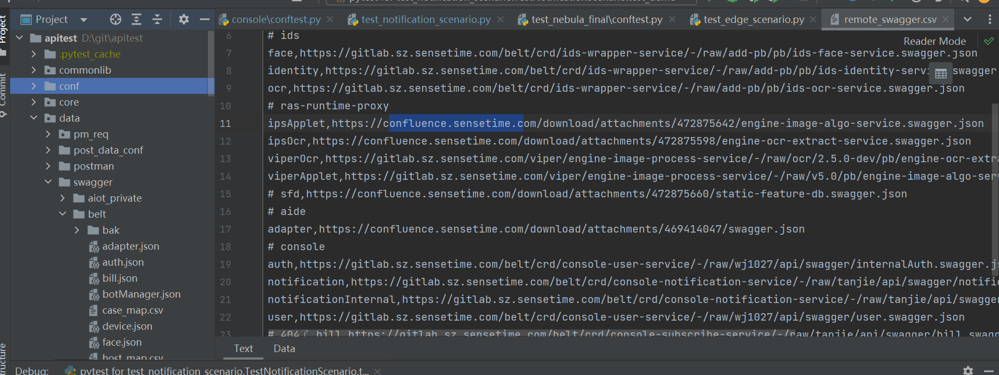 pytest for test_notification_scenario.TestNotificationScenario.test_demo
Project
console\conftest.py
test_notification_scenario.py
test_nebula_final\conftest.py
test_edge_scenario.py
remote_swagger.csv
Project
Commit
Structure
apitest D:\git\apitest
.pytest_cache
commonlib
conf
core
data
pm_req
post_data_conf
postman
swagger
aiot_private
belt
bak
adapter.json
auth.json
bill.json
botManager.json
case_map.csv
device.json
face.json
host_map.csv
Reader Mode
6 # ids
7 face,https://gitlab.sz.sensetime.com/belt/crd/ids-wrapper-service/-/raw/add-pb/pb/ids-face-service.swagger.json
8 identity,https://gitlab.sz.sensetime.com/belt/crd/ids-wrapper-service/-/raw/add-pb/pb/ids-identity-servi swagger
9 ocr,https://gitlab.sz.sensetime.com/belt/crd/ids-wrapper-service/-/raw/add-pb/pb/ids-ocr-service.swagger.json
10 # ras-runtime-proxy
11 ipsApplet,https://confluence.sensetime.com/download/attachments/472875642/engine-image-algo-service.swagger.json
12 ipsOcr,https://confluence.sensetime.com/download/attachments/472875598/engine-ocr-extract-service.swagger.json
13 viperOcr,https://gitlab.sz.sensetime.com/viper/engine-image-process-service/-/raw/ocr/2.5.0-dev/pb/engine-ocr-extra
14 viperApplet,https://gitlab.sz.sensetime.com/viper/engine-image-process-service/-/raw/v5.0/pb/engine-image-algo-serv
15 # sfd,https://confluence.sensetime.com/download/attachments/472875660/static-feature-db.swagger.json
16 # aide
17 adapter,https://confluence.sensetime.com/download/attachments/469414047/swagger.json
18 # console
19 auth,https://gitlab.sz.sensetime.com/belt/crd/console-user-service/-/raw/wj1027/api/swagger/internalAuth.swagger.js
20 notification,https://gitlab.sz.sensetime.com/belt/crd/console-notification-service/-/raw/tanjie/api/swagger/notific
21 notificationInternal,https://gitlab.sz.sensetime.com/belt/crd/console-notification-service/-/raw/tanjie/api/swagger
22 user,https://gitlab.sz.sensetime.com/belt/crd/console-user-service/-/raw/wj1027/api/swagger/user.swagger.json
23 # 404了 bill,https://gitlab.sz.sensetime.com/belt/crd/console-subscribe-service/-/raw/tanjie/api/swagger/bill.swagg
Text Data
Debug: pytest for test_notification_scenario.TestNotificationScenario.t...